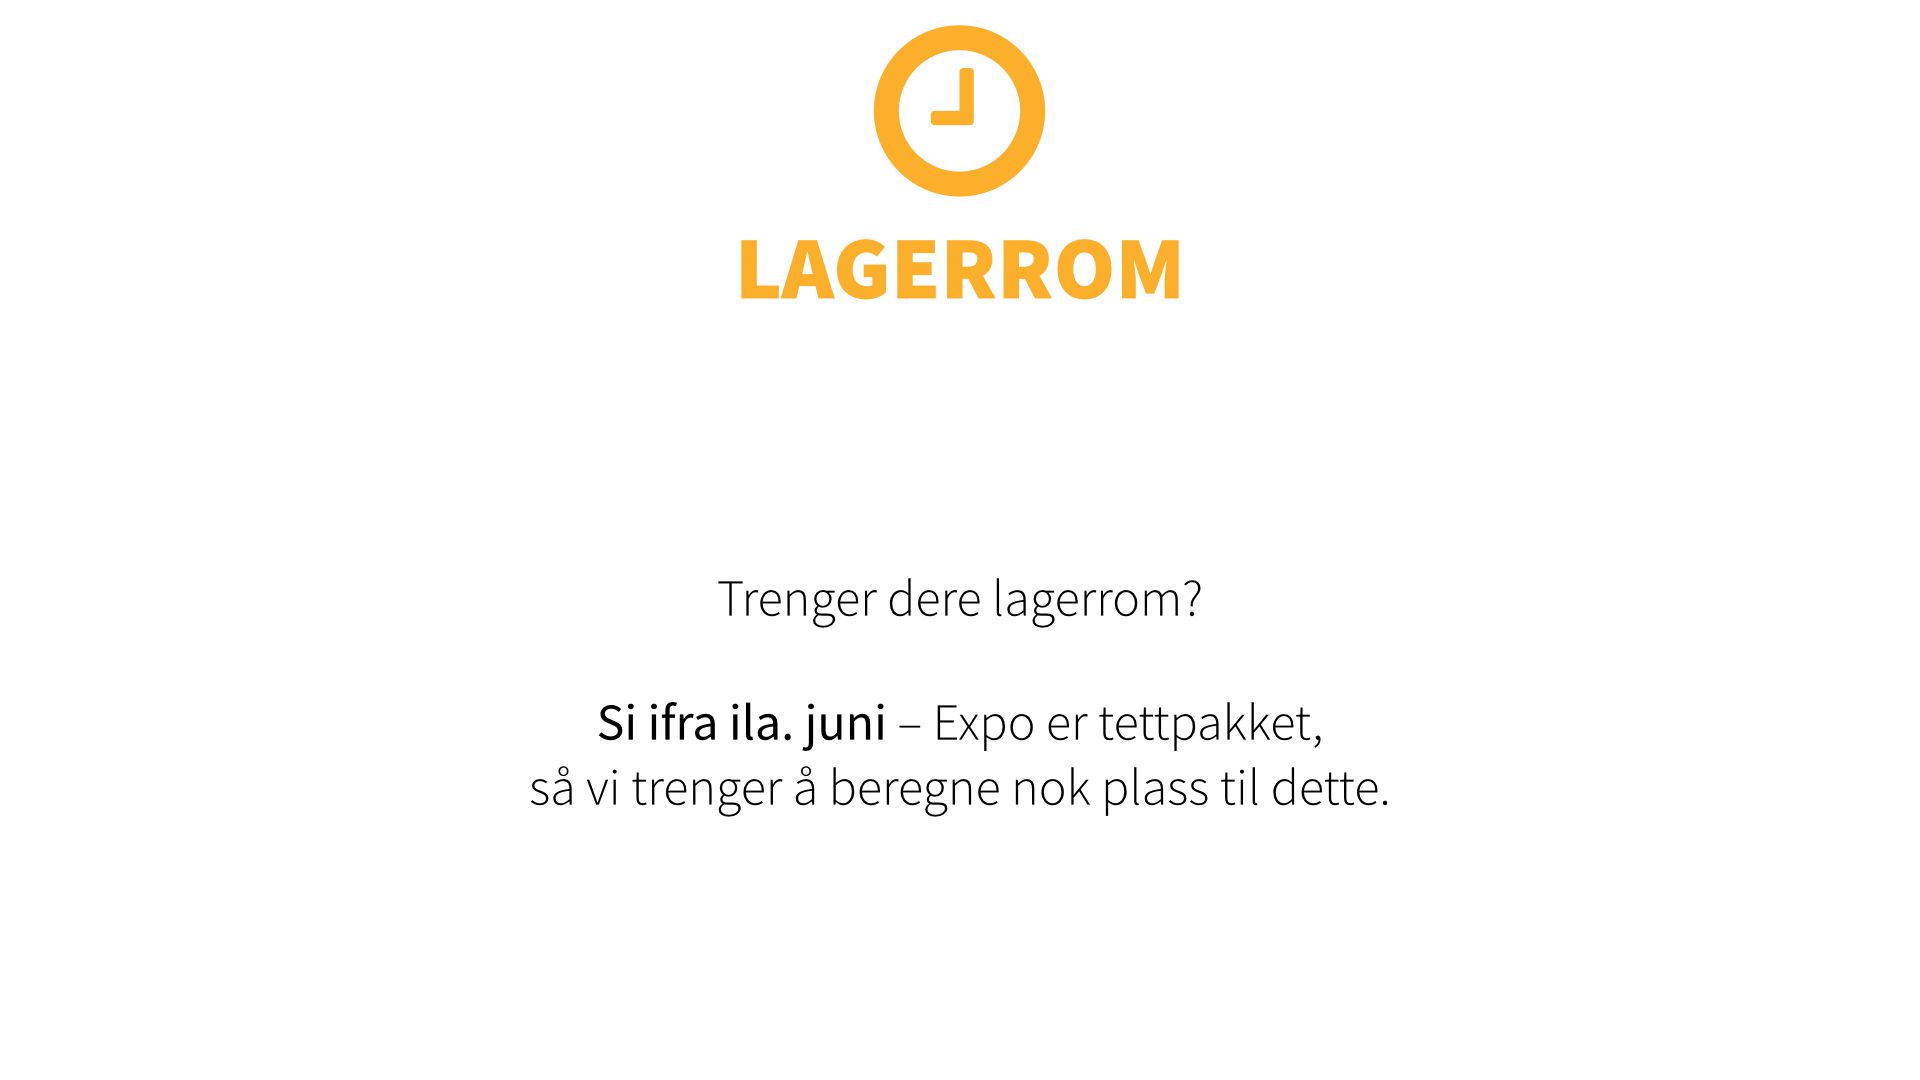 LAGERROM
Trenger dere lagerrom?
Si ifra ila. juni – Expo er tettpakket,
så vi trenger å beregne nok plass til dette.